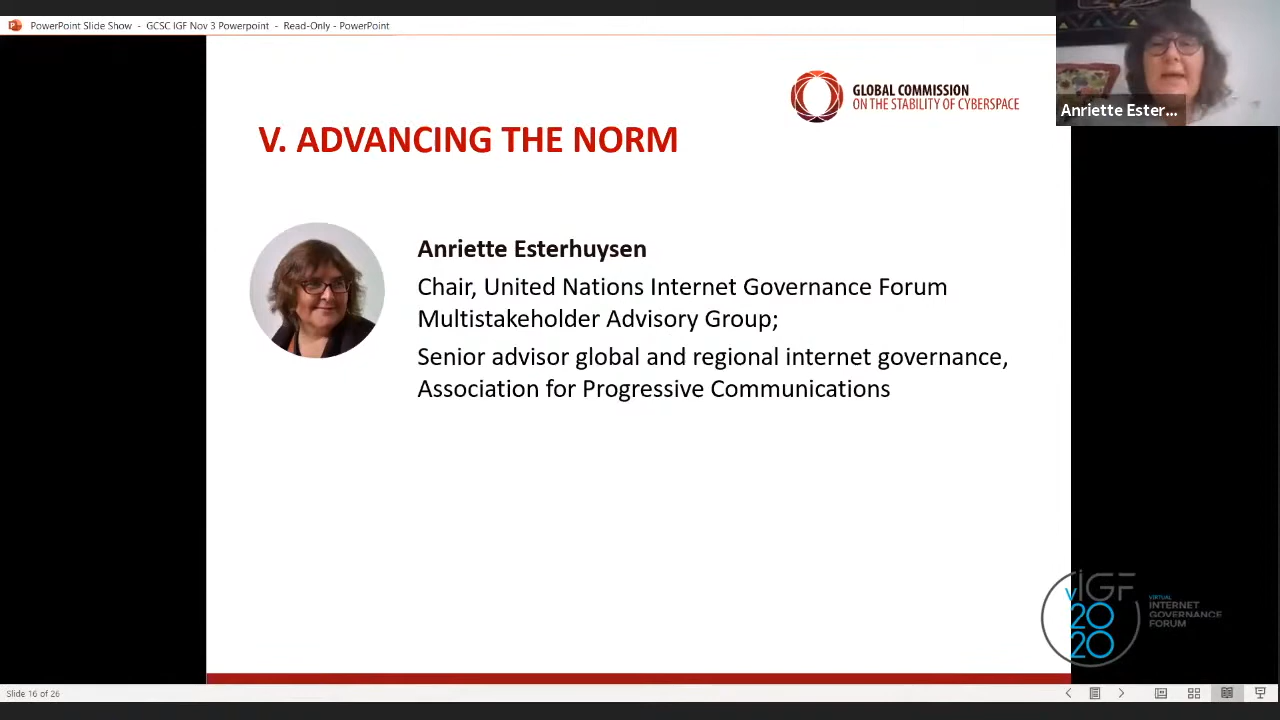 PowerPoint Slide Show - GCSC IGF Nov 3 Powerpoint - Read-Only - PowerPoint
GLOBAL COMMISSION
ON THE STABILITY OF CYBERSPACE
Anriette Ester...
V. ADVANCING THE NORM
Anriette Esterhuysen
Chair, United Nations Internet Governance Forum
Multistakeholder Advisory Group;
Senior advisor global and regional internet governance,
Association for Progressive Communications
vIGF
2020
VIRTUAL
INTERNET
GOVERNANCE
FORUM
Slide 16 of 26